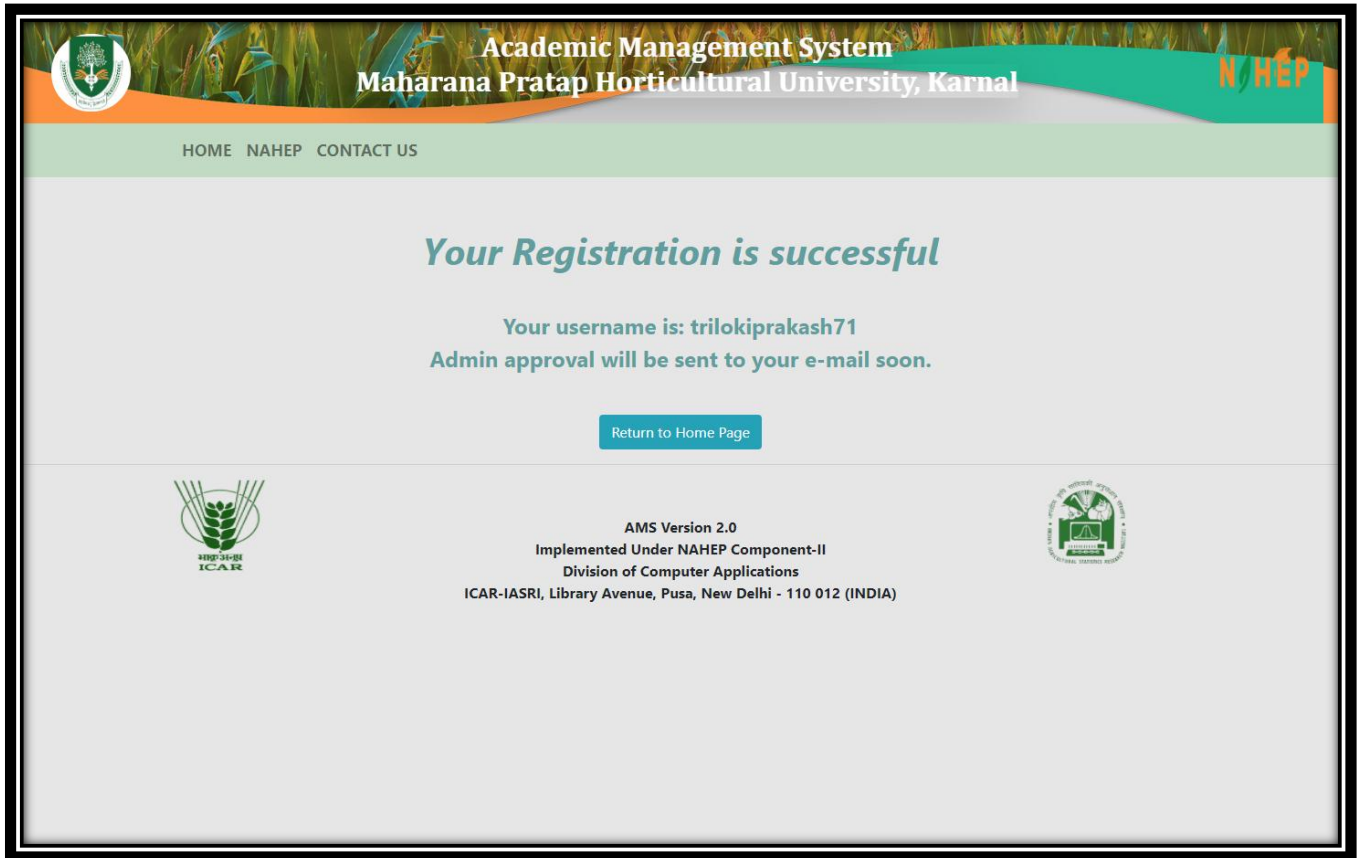 Academic Management System
Maharana Pratap Horticultural University, Karnal
NAHEP
HOME NAHEP CONTACT US
Your Registration is successful
Your username is: trilokiprakash71
Admin approval will be sent to your e-mail soon.
Return to Home Page
भाकृअनुप
ICAR
AMS Version 2.0
Implemented Under NAHEP Component-II
Division of Computer Applications
ICAR-IASRI, Library Avenue, Pusa, New Delhi - 110 012 (INDIA)